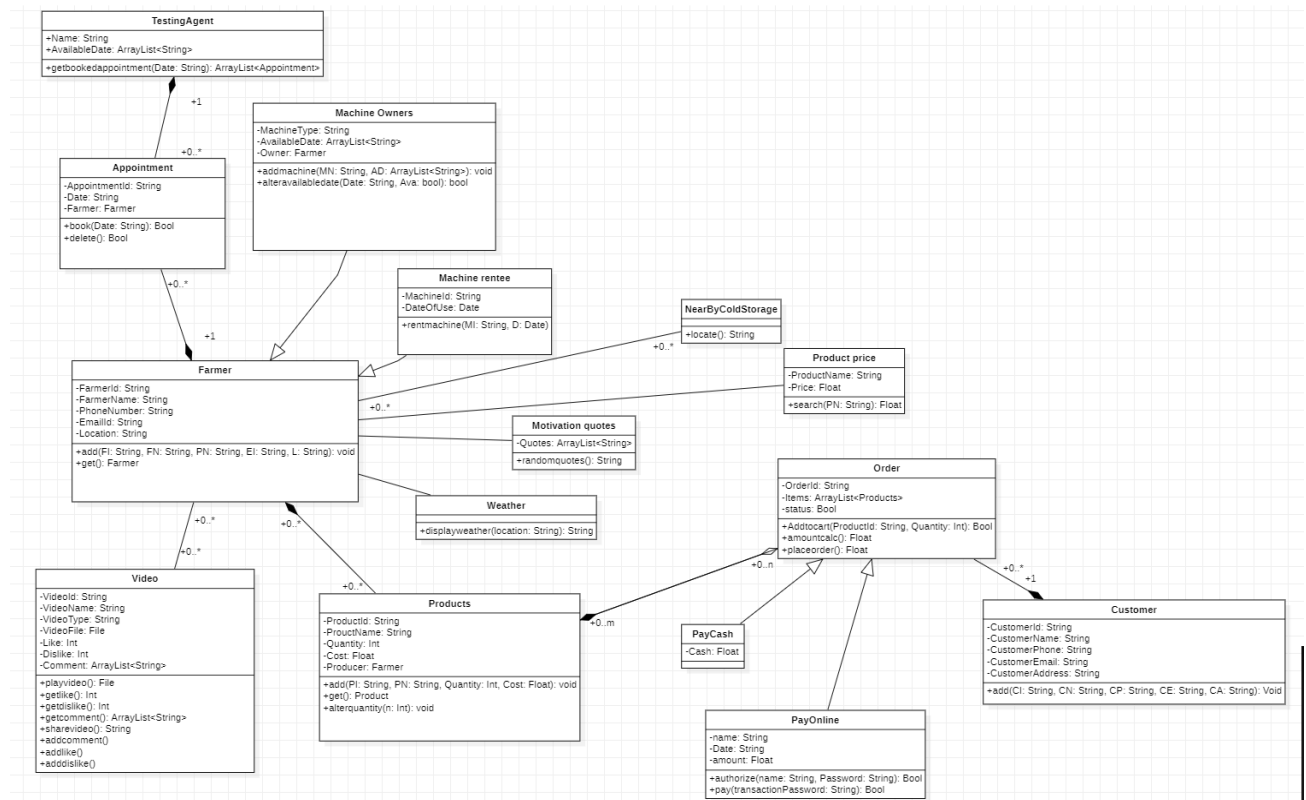 TestingAgent
+Name: String
+AvailableDate: ArrayList<String>
+getbookedappointment(Date: String): ArrayList<Appointment>
+1
+0..*
Machine Owners
-MachineType: String
-AvailableDate: ArrayList<String>
-Owner: Farmer
+addmachine(MN: String, AD: ArrayList<String>): void
+alteravailabledate(Date: String, Ava: bool): bool
Appointment
-AppointmentId: String
-Date: String
-Farmer: Farmer
+book(Date: String): Bool
+delete(): Bool
+0..*
+1
Machine rentee
-MachineId: String
-DateOfUse: Date
+rentmachine(MI: String, D: Date)
NearByColdStorage
+locate(): String
+0..*
+0..*
Product price
-ProductName: String
-Price: Float
+search(PN: String): Float
Farmer
-FarmerId: String
-FarmerName: String
-PhoneNumber: String
-EmailId: String
-Location: String
+add(FI: String, FN: String, PN: String, EI: String, L: String): void
+get(): Farmer
Motivation quotes
-Quotes: ArrayList<String>
+randomquotes(): String
Weather
+displayweather(location: String): String
Order
-OrderId: String
-Items: ArrayList<Products>
-status: Bool
+Addtocart(ProductId: String, Quantity: Int): Bool
+amountcalc(): Float
+placeorder(): Float
+0..*
+0..*
+0..*
+0..*
+0..n
+0..m
+0..*
+1
Video
-VideoId: String
-VideoName: String
-VideoType: String
-VideoFile: File
-Like: Int
-Dislike: Int
-Comment: ArrayList<String>
+playvideo(): File
+getlike(): Int
+getdislike(): Int
+getcomment(): ArrayList<String>
+sharevideo(): String
+addcomment()
+addlike()
+adddislike()
Products
-ProductId: String
-ProuctName: String
-Quantity: Int
-Cost: Float
-Producer: Farmer
+add(PI: String, PN: String, Quantity: Int, Cost: Float): void
+get(): Product
+alterquantity(n: Int): void
PayCash
-Cash: Float
Customer
-CustomerId: String
-CustomerName: String
-CustomerPhone: String
-CustomerEmail: String
-CustomerAddress: String
+add(CI: String, CN: String, CP: String, CE: String, CA: String): Void
PayOnline
-name: String
-Date: String
-amount: Float
+authorize(name: String, Password: String): Bool
+pay(transactionPassword: String): Bool